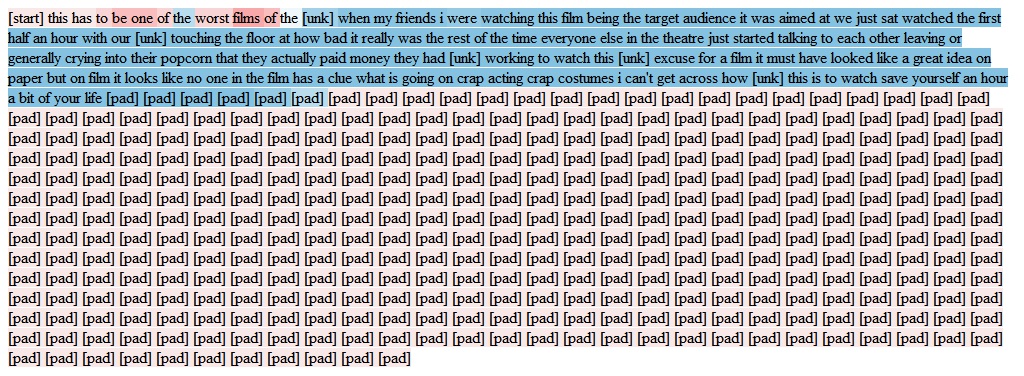 [start] this has to be one of the worst films of the [unk] when my friends i were watching this film being the target audience it was aimed at we just sat watched the first
half an hour with our [unk] touching the floor at how bad it really was the rest of the time everyone else in the theatre just started talking to each other leaving or
generally crying into their popcorn that they actually paid money they had [unk] working to watch this [unk] excuse for a film it must have looked like a great idea on
paper but on film it looks like no one in the film has a clue what is going on crap acting crap costumes i can't get across how [unk] this is to watch save yourself an hour
a bit of your life [pad] [pad] [pad] [pad] [pad] [pad] [pad] [pad] [pad] [pad] [pad] [pad] [pad] [pad] [pad] [pad] [pad] [pad] [pad] [pad] [pad] [pad] [pad] [pad]
[pad] [pad] [pad] [pad] [pad] [pad] [pad] [pad] [pad] [pad] [pad] [pad] [pad] [pad] [pad] [pad] [pad] [pad] [pad] [pad] [pad] [pad] [pad] [pad] [pad] [pad] [pad]
[pad] [pad] [pad] [pad] [pad] [pad] [pad] [pad] [pad] [pad] [pad] [pad] [pad] [pad] [pad] [pad] [pad] [pad] [pad] [pad] [pad] [pad] [pad] [pad] [pad] [pad] [pad]
[pad] [pad] [pad] [pad] [pad] [pad] [pad] [pad] [pad] [pad] [pad] [pad] [pad] [pad] [pad] [pad] [pad] [pad] [pad] [pad] [pad] [pad] [pad] [pad] [pad] [pad] [pad]
[pad] [pad] [pad] [pad] [pad] [pad] [pad] [pad] [pad] [pad] [pad] [pad] [pad] [pad] [pad] [pad] [pad] [pad] [pad] [pad] [pad] [pad] [pad] [pad] [pad] [pad] [pad]
[pad] [pad] [pad] [pad] [pad] [pad] [pad] [pad] [pad] [pad] [pad] [pad] [pad] [pad] [pad] [pad] [pad] [pad] [pad] [pad] [pad] [pad] [pad] [pad] [pad] [pad] [pad]
[pad] [pad] [pad] [pad] [pad] [pad] [pad] [pad] [pad] [pad] [pad] [pad] [pad] [pad] [pad] [pad] [pad] [pad] [pad] [pad] [pad] [pad] [pad] [pad] [pad] [pad] [pad]
[pad] [pad] [pad] [pad] [pad] [pad] [pad] [pad] [pad] [pad] [pad] [pad] [pad] [pad] [pad] [pad] [pad] [pad] [pad] [pad] [pad] [pad] [pad] [pad] [pad] [pad] [pad]
[pad] [pad] [pad] [pad] [pad] [pad] [pad] [pad] [pad] [pad] [pad] [pad] [pad] [pad] [pad] [pad] [pad] [pad] [pad] [pad] [pad] [pad] [pad] [pad] [pad] [pad] [pad]
[pad] [pad] [pad] [pad] [pad] [pad] [pad] [pad] [pad] [pad] [pad] [pad] [pad] [pad] [pad] [pad] [pad] [pad] [pad] [pad] [pad] [pad] [pad] [pad] [pad] [pad] [pad]
[pad] [pad] [pad] [pad] [pad] [pad] [pad] [pad] [pad] [pad] [pad] [pad] [pad] [pad] [pad] [pad] [pad] [pad] [pad] [pad] [pad] [pad] [pad] [pad] [pad] [pad] [pad]
[pad] [pad] [pad] [pad] [pad] [pad] [pad] [pad] [pad] [pad] [pad] [pad] [pad] [pad] [pad] [pad] [pad] [pad] [pad] [pad] [pad] [pad] [pad] [pad] [pad] [pad] [pad]
[pad] [pad] [pad] [pad] [pad] [pad] [pad] [pad] [pad] [pad] [pad] [pad] [pad] [pad] [pad] [pad] [pad] [pad] [pad] [pad] [pad] [pad] [pad] [pad] [pad] [pad] [pad]
[pad] [pad] [pad] [pad] [pad] [pad] [pad] [pad] [pad] [pad] [pad]